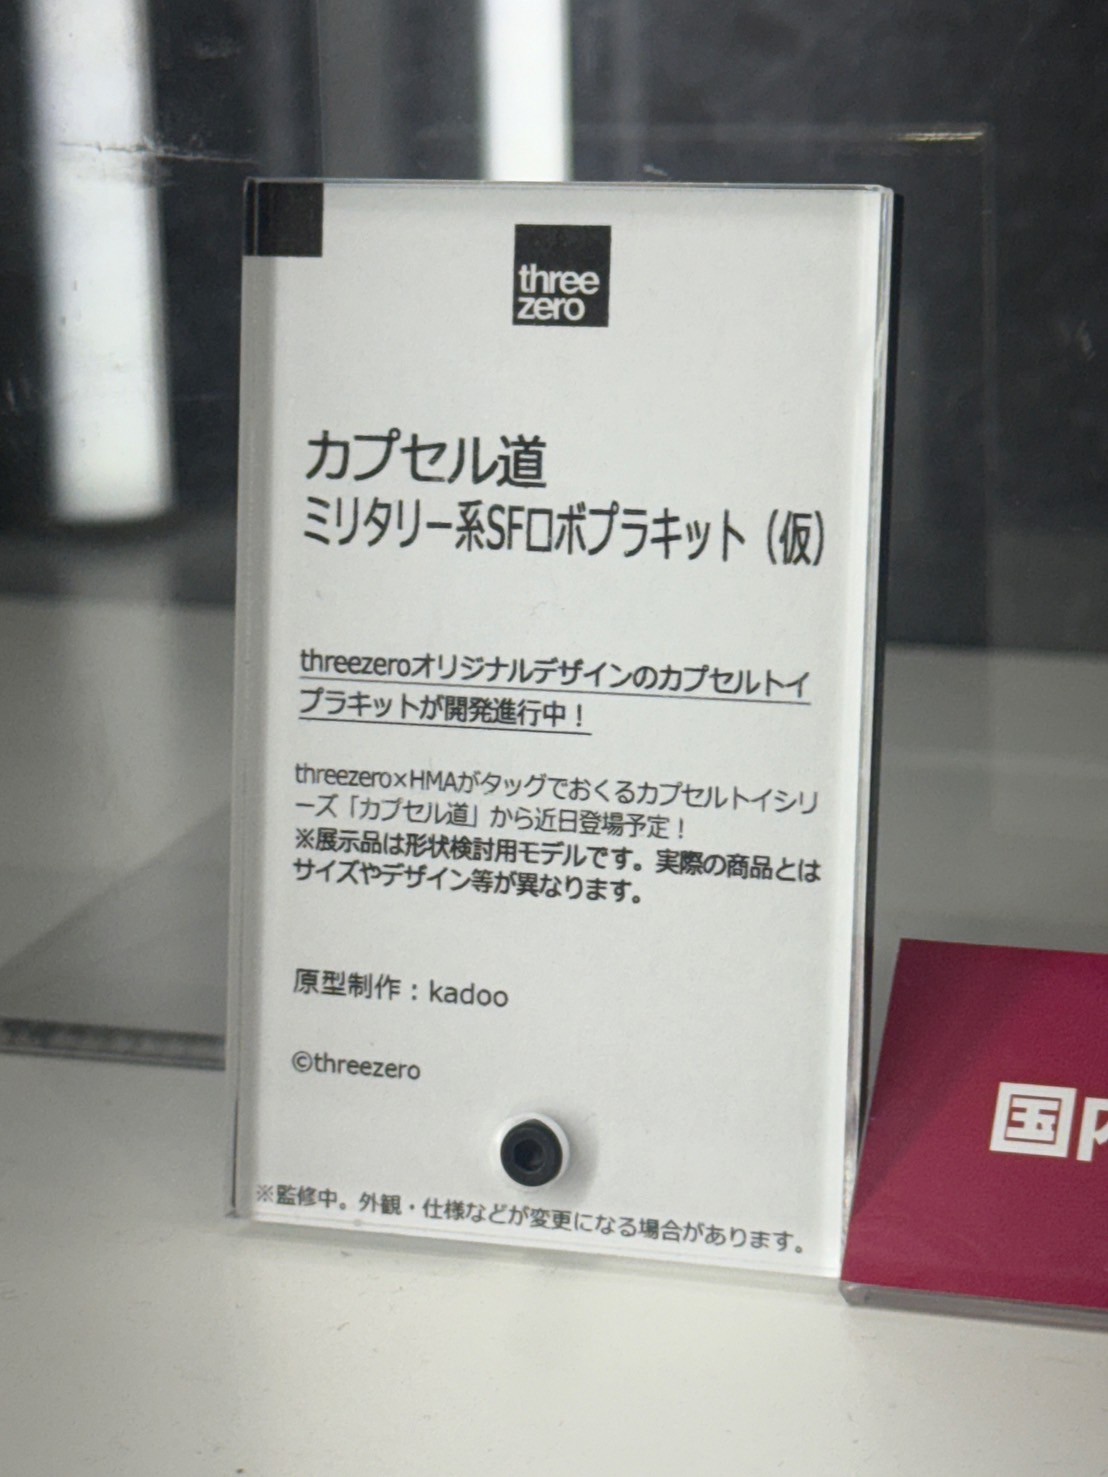 three
zero
カプセル道
ミリタリー系SFロボプラキット（仮）
threezeroオリジナルデザインのカプセルトイ
プラキットが開発進行中！
threezero×HMAがタッグでおくるカプセルトイシリ
ーズ「カプセル道」から近日登場予定！
※展示品は形状検討用モデルです。実際の商品とは
サイズやデザイン等が異なります。
原型制作：kadoo
©threezero
※監修中。外観・仕様などが変更になる場合があります。
国内